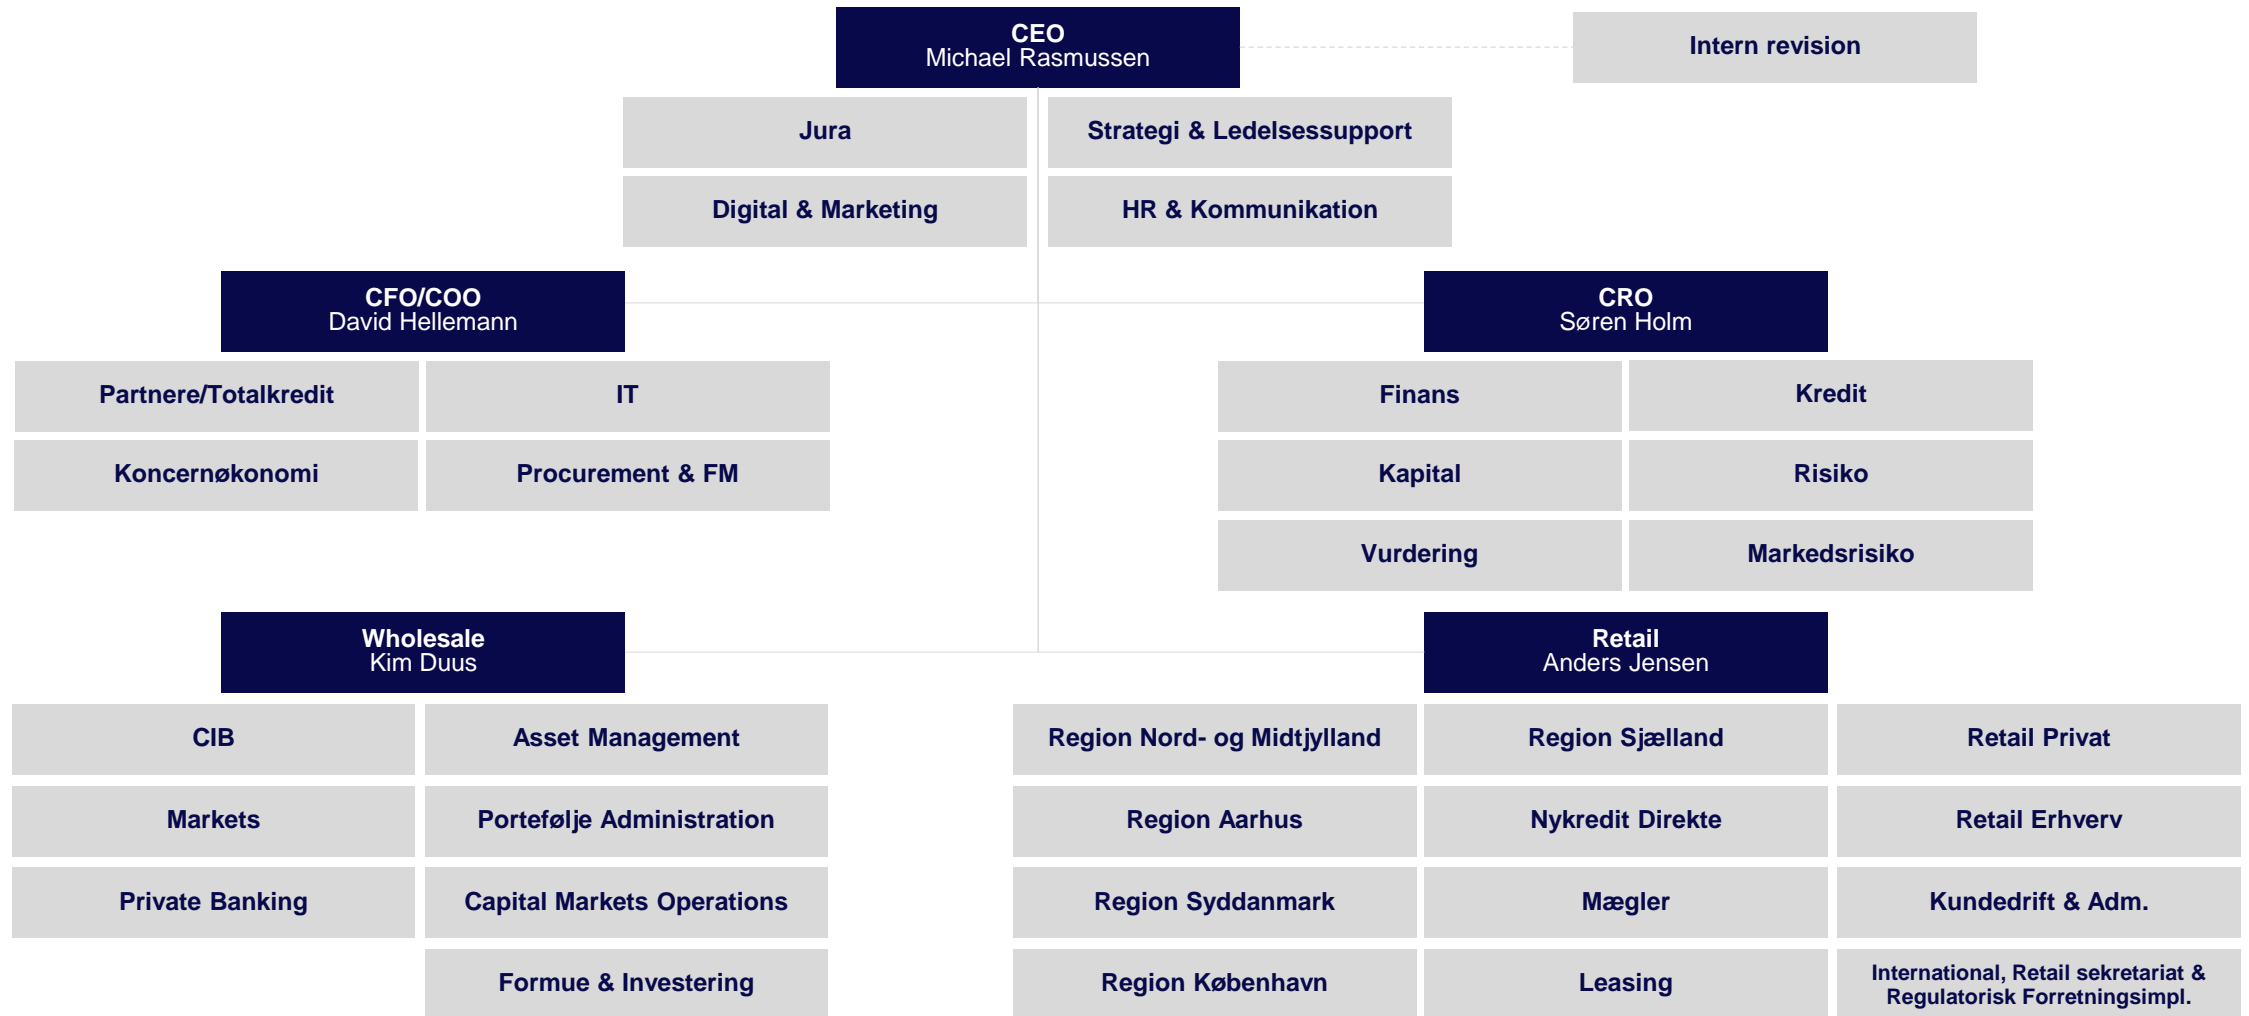 CEO
Michael Rasmussen
Intern revision
Jura
Strategi & Ledelsessupport
Digital & Marketing
HR & Kommunikation
CFO/COO
David Hellemann
CRO
Søren Holm
Partnere/Totalkredit
IT
Finans
Kredit
Koncernøkonomi
Procurement & FM
Kapital
Risiko
Vurdering
Markedsrisiko
Wholesale
Kim Duus
Retail
Anders Jensen
CIB
Asset Management
Region Nord- og Midtjylland
Region Sjælland
Retail Privat
Markets
Portefølje Administration
Region Aarhus
Nykredit Direkte
Retail Erhverv
Private Banking
Capital Markets Operations
Region Syddanmark
Mægler
Kundedrift & Adm.
Formue & Investering
Region København
Leasing
International, Retail sekretariat &
Regulatorisk Forretningsimpl.